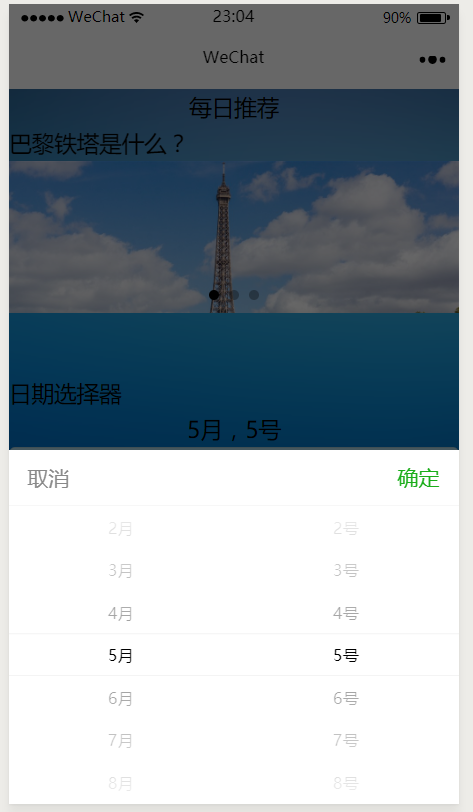 WeChat 23:04 90%
WeChat
每日推荐
巴黎铁塔是什么？
日期选择器
5月，5号
取消 确定
2月 2号
3月 3号
4月 4号
5月 5号
6月 6号
7月 7号
8月 8号